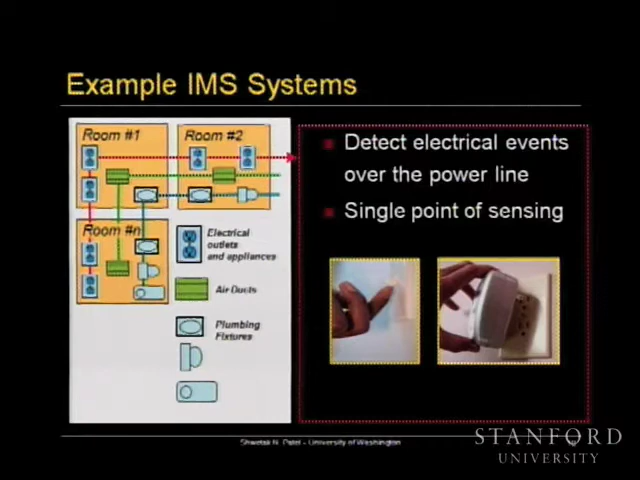 Example IMS Systems
Room #1
Room #2
Room #n
Electrical
outlets
and appliances
Air Ducts
Plumbing
Fixtures
Detect electrical events
over the power line
Single point of sensing
Shwetak N. Patel - University of Washington
STANFORD
UNIVERSITY